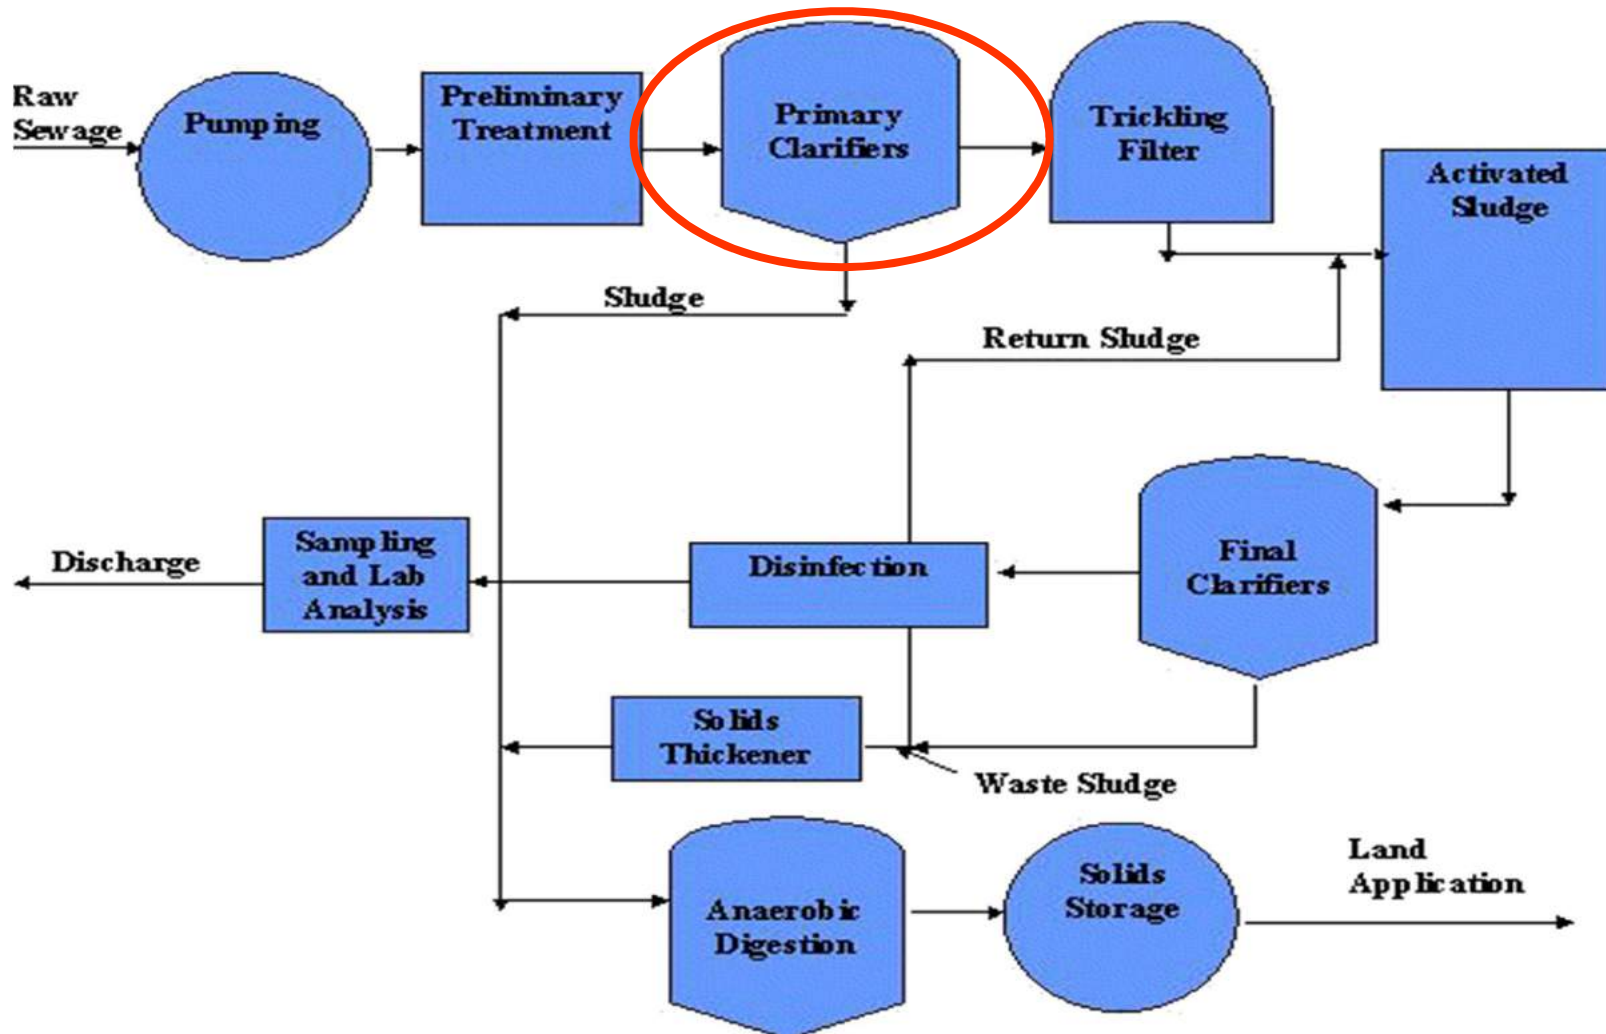 Raw
Sewage
Pumping
Preliminary
Treatment
Primary
Clarifiers
Trickling
Filter
Activated
Sludge
Sludge
Return Sludge
Discharge
Sampling
and Lab
Analysis
Disinfection
Final
Clarifiers
Solids
Thickener
Waste Sludge
Anaerobic
Digestion
Solids
Storage
Land
Application